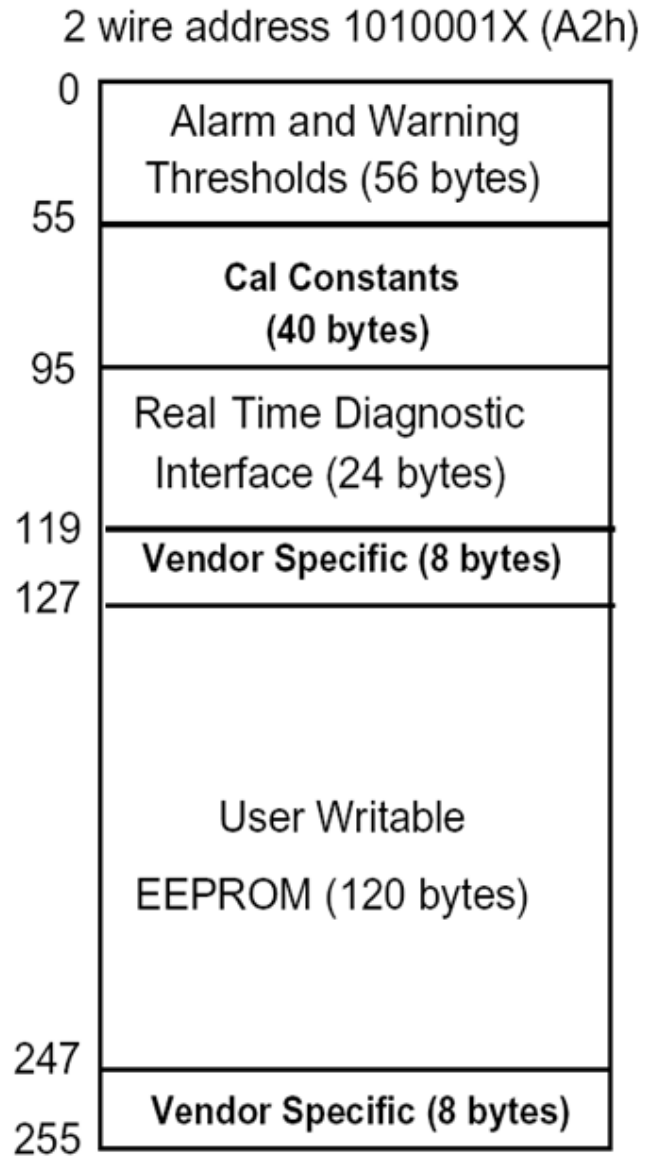 2 wire address 1010001X (A2h)
0
Alarm and Warning
Thresholds (56 bytes)
55
Cal Constants
(40 bytes)
95
Real Time Diagnostic
Interface (24 bytes)
119
Vendor Specific (8 bytes)
127
User Writable
EEPROM (120 bytes)
247
Vendor Specific (8 bytes)
255